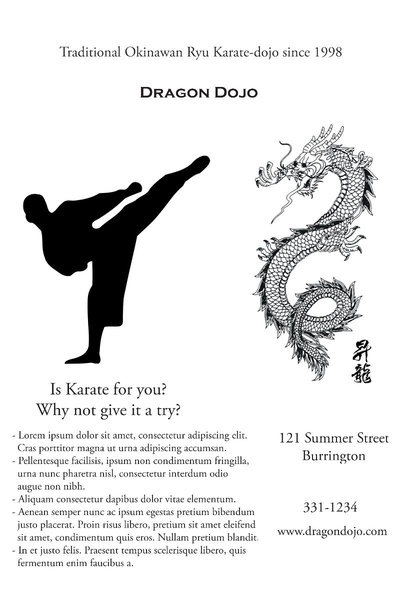 Traditional Okinawan Ryu Karate-dojo since 1998
DRAGON DOJO
昇龍
Is Karate for you?
Why not give it a try?
- Lorem ipsum dolor sit amet, consectetur adipiscing elit.
Cras porttitor magna ut urna adipiscing accumsan.
- Pellentesque facilisis, ipsum non condimentum fringilla,
urna nunc pharetra nisl, consectetur interdum odio
augue non nibh.
- Aliquam consectetur dapibus dolor vitae elementum.
- Aenean semper nunc ac ipsum egestas pretium bibendum
justo placerat. Proin risus libero, pretium sit amet eleifend
sit amet, condimentum quis eros. Nullam pretium blandit.
- In et justo felis. Praesent tempus scelerisque libero, quis
fermentum enim faucibus a.
121 Summer Street
Burrington
331-1234
www.dragondojo.com